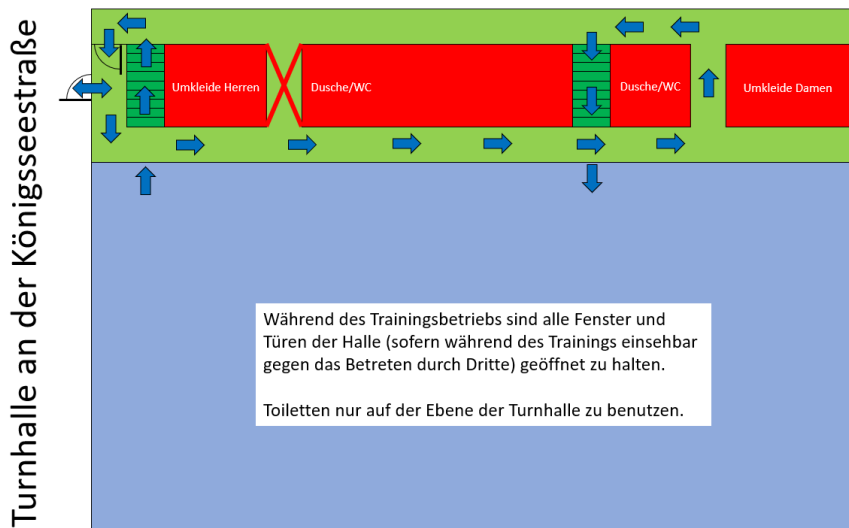 Turnhalle an der Königsseestraße
Umkleide Herren
Dusche/WC
Dusche/WC
Umkleide Damen
Während des Trainingsbetriebs sind alle Fenster und
Türen der Halle (sofern während des Trainings einsehbar
gegen das Betreten durch Dritte) geöffnet zu halten.
Toiletten nur auf der Ebene der Turnhalle zu benutzen.